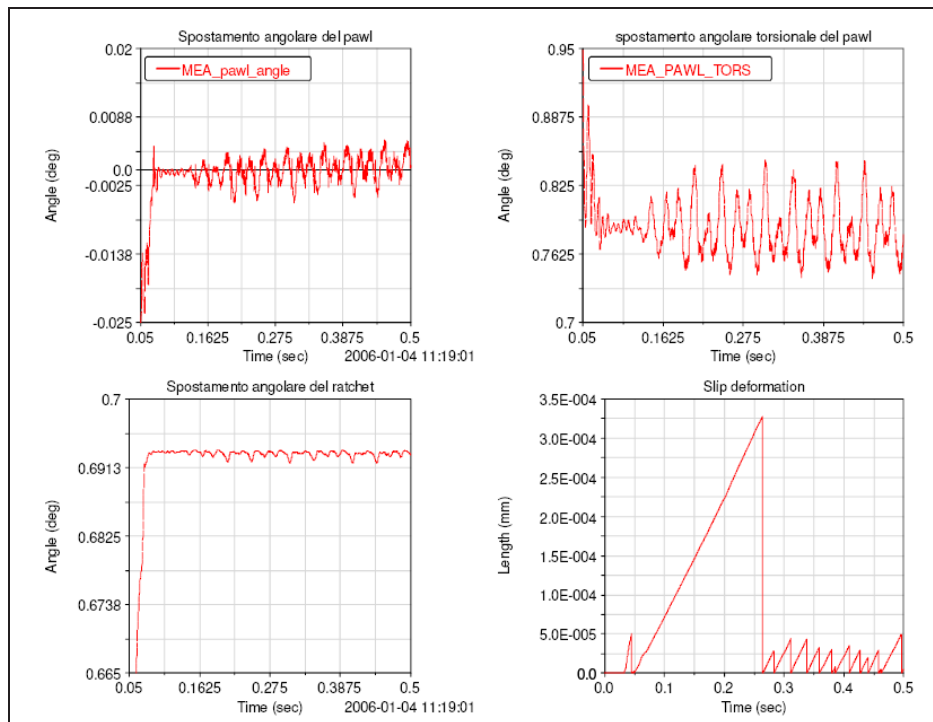 Spostamento angolare del pawl
MEA_pawl_angle
Angle (deg)
0.02
0.0088
0.0
-0.0025
-0.0138
-0.025
0.05 0.1625 0.275 0.3875 0.5
Time (sec)
2006-01-04 11:19:01
spostamento angolare torsionale del pawl
MEA_PAWL_TORS
Angle (deg)
0.95
0.8875
0.825
0.7625
0.7
0.05 0.1625 0.275 0.3875 0.5
Time (sec)
Spostamento angolare del ratchet
Angle (deg)
0.7
0.6913
0.6825
0.6738
0.665
0.05 0.1625 0.275 0.3875 0.5
Time (sec)
2006-01-04 11:19:01
Slip deformation
Length (mm)
3.5E-004
3.0E-004
2.5E-004
2.0E-004
1.5E-004
1.0E-004
5.0E-005
0.0
0.0 0.1 0.2 0.3 0.4 0.5
Time (sec)